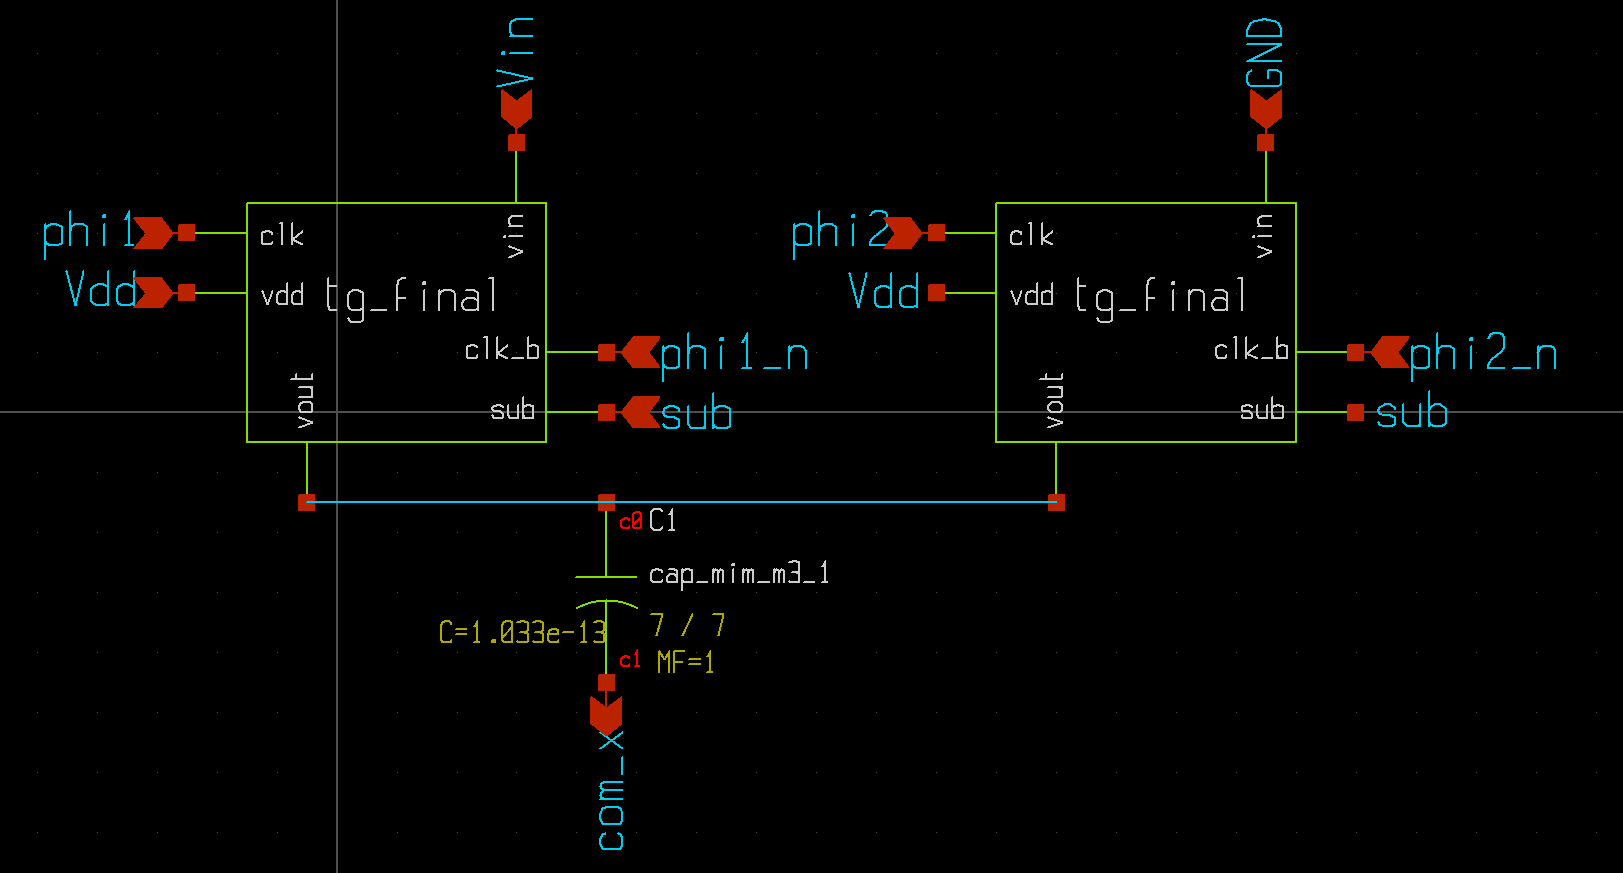 Vin
GND
phi1
clk
vin
phi2
clk
vin
Vdd
vdd
tg_final
Vdd
vdd
tg_final
clk_b
phi1_n
clk_b
phi2_n
vout
sub
sub
vout
sub
sub
c0
C1
cap_mim_m3_1
C=1.033e-13
7 / 7
c1
MF=1
com_x